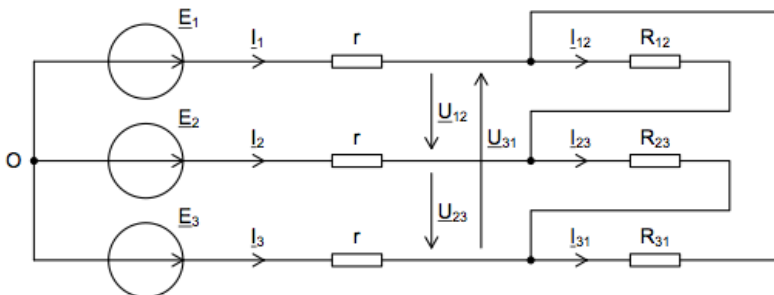 E1 I1 r I12 R12
U12
E2 I2 r U31 I23 R23
O
U23
E3 I3 r I31 R31